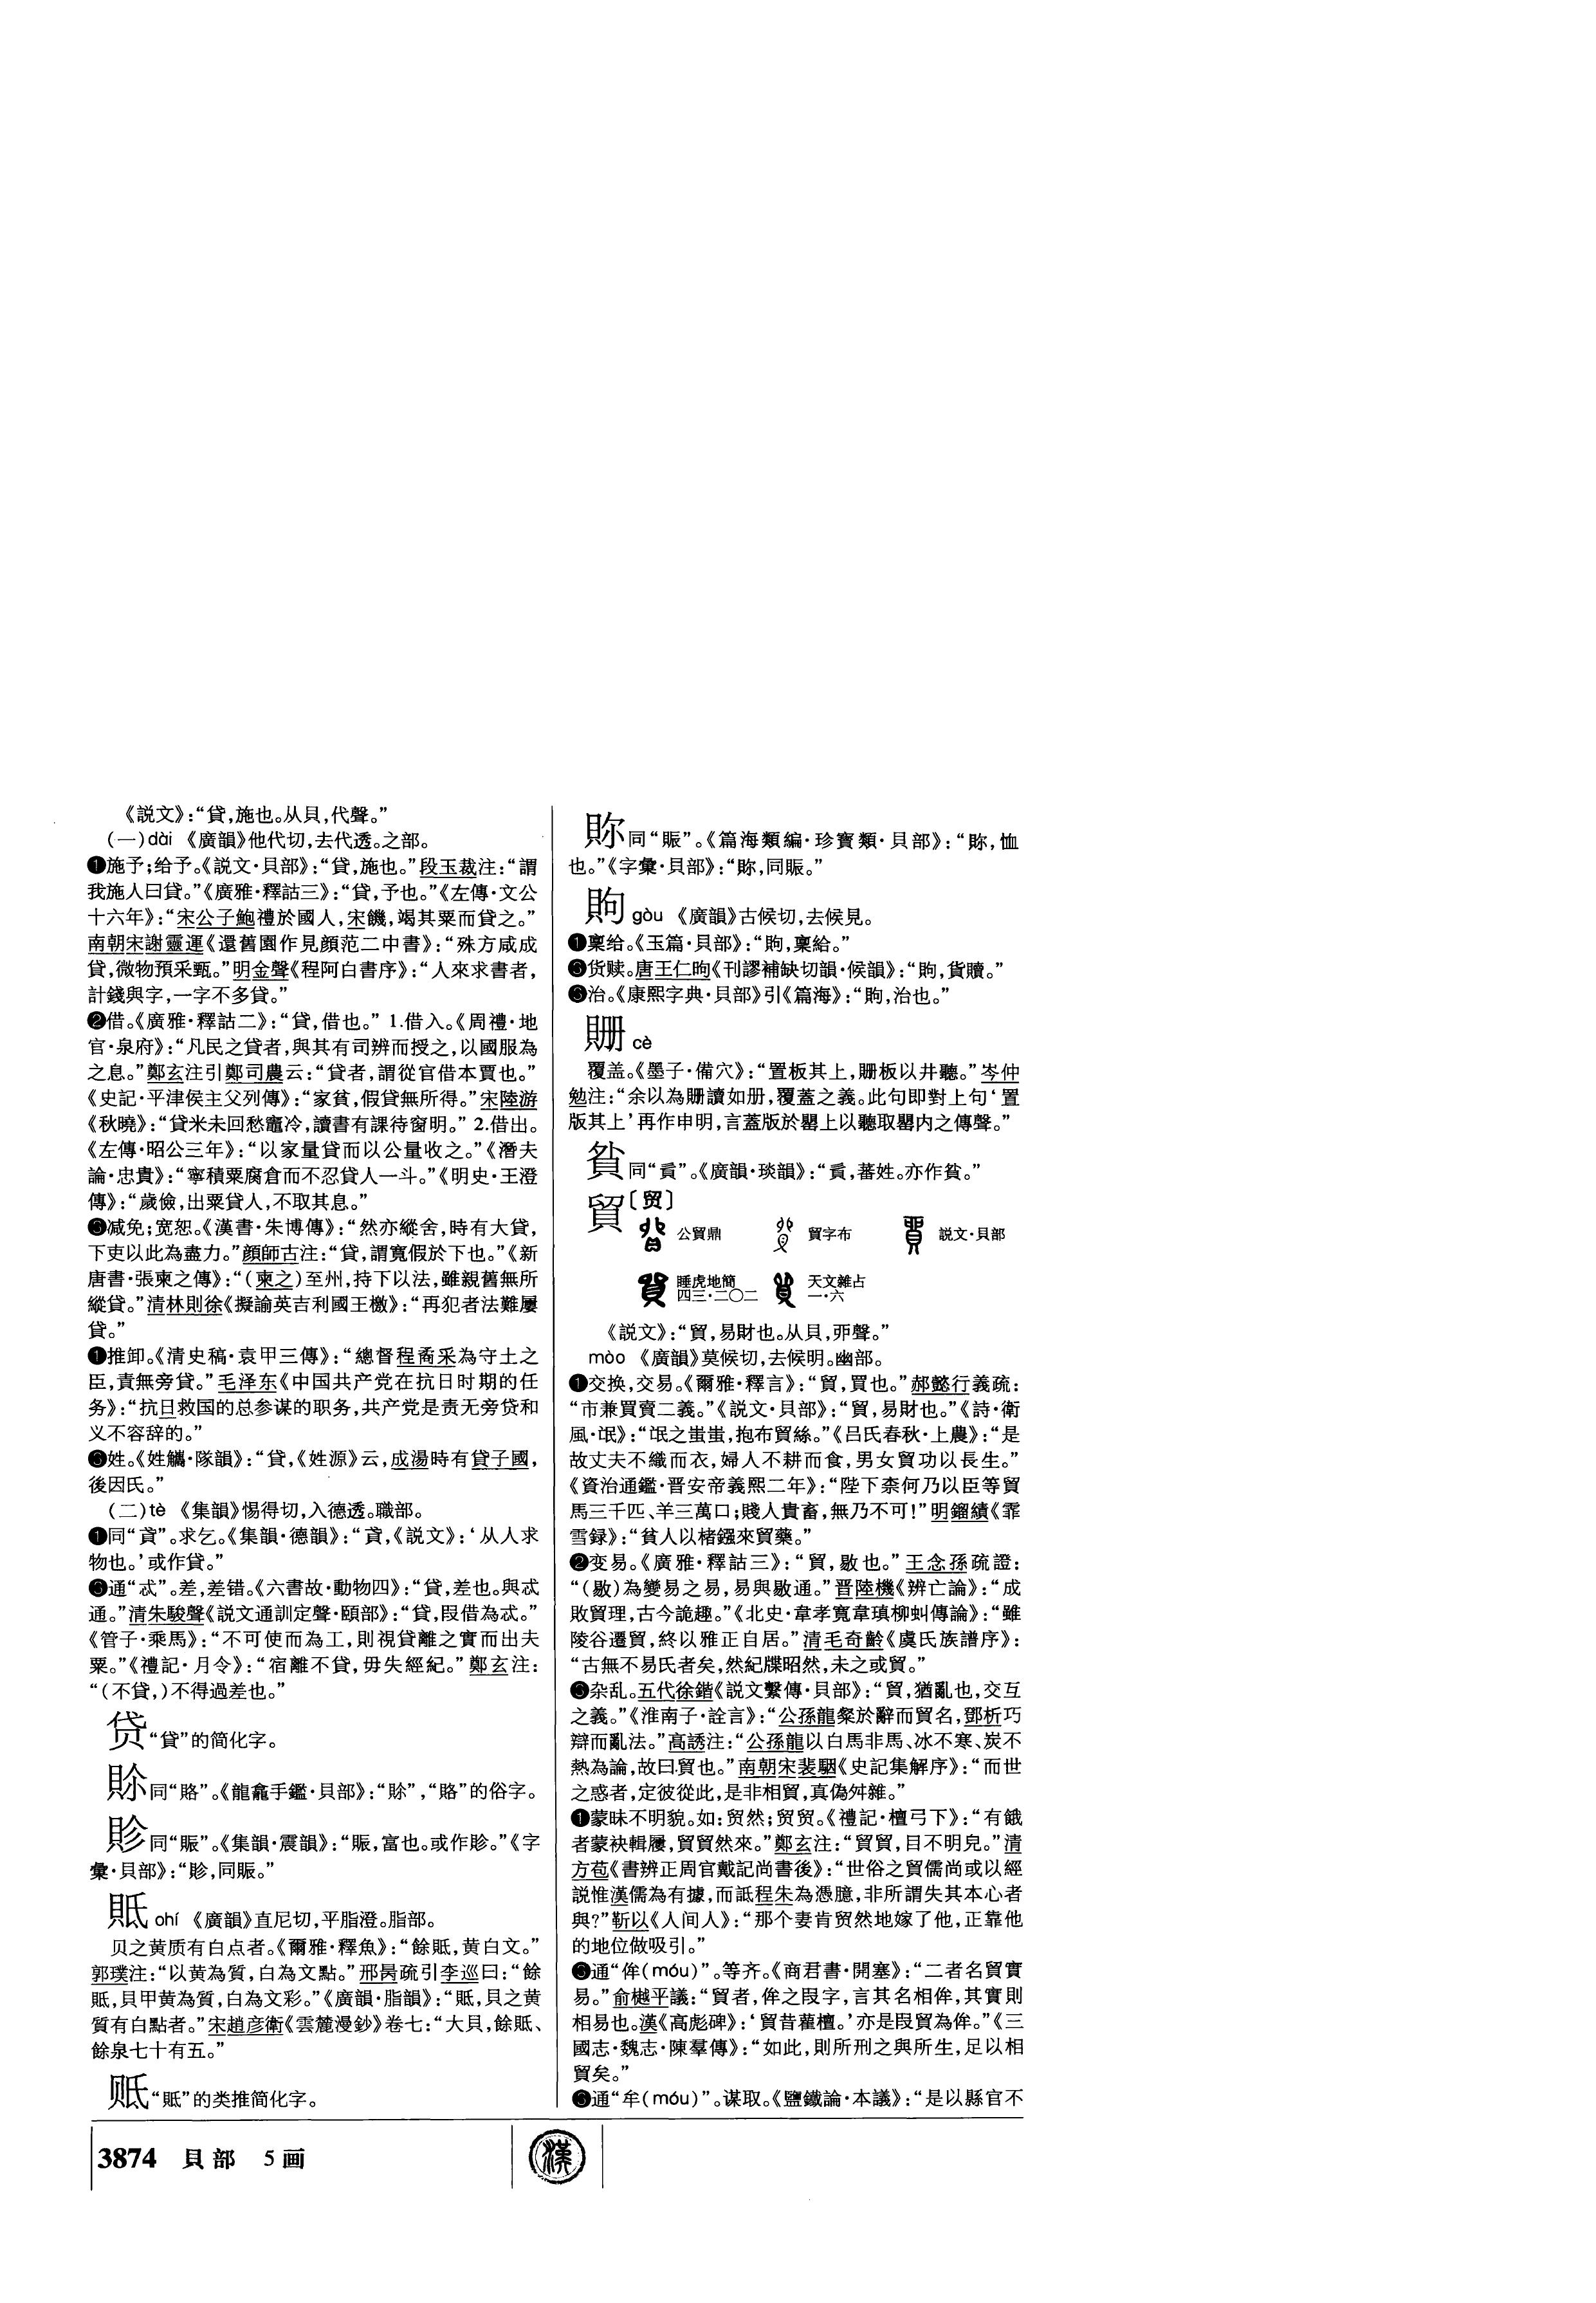 《説文》：“貸，施也。从貝，代聲。”
（一）dài 《廣韻》他代切，去代透。之部。
❶施予；给予。《説文·貝部》：“貸，施也。”段玉裁注：“謂
我施人曰貸。”《廣雅·釋詁三》：“貸，予也。”《左傳·文公
十六年》：“宋公子鮑禮於國人，宋饑，竭其粟而貸之。”
南朝宋謝靈運《還舊園作見顔范二中書》：“殊方咸成
貸，微物預采甄。”明金聲《程阿白書序》：“人來求書者，
計錢與字，一字不多貸。”
❷借。《廣雅·釋詁二》：“貸，借也。” 1.借入。《周禮·地
官·泉府》：“凡民之貸者，與其有司辨而授之，以國服為
之息。”鄭玄注引鄭司農云：“貸者，謂從官借本賈也。”
《史記·平津侯主父列傳》：“家貧，假貸無所得。”宋陸游
《秋曉》：“貸米未回愁竈冷，讀書有課待窗明。” 2.借出。
《左傳·昭公三年》：“以家量貸而以公量收之。”《潛夫
論·忠貴》：“寧積粟腐倉而不忍貸人一斗。”《明史·王澄
傳》：“歲儉，出粟貸人，不取其息。”
❸减免；宽恕。《漢書·朱博傳》：“然亦縱舍，時有大貸，
下吏以此為盡力。”顔師古注：“貸，謂寬假於下也。”《新
唐書·張柬之傳》：“（柬之）至州，持下以法，雖親舊無所
縱貸。”清林則徐《擬諭英吉利國王檄》：“再犯者法難屢
貸。”
❶推卸。《清史稿·袁甲三傳》：“總督程矞采為守土之
臣，責無旁貸。”毛泽东《中国共产党在抗日时期的任
务》：“抗日救国的总参谋的职务，共产党是责无旁贷和
义不容辞的。”
❻姓。《姓觿·隊韻》：“貸，《姓源》云，成湯時有貸子國，
後因氏。”
（二）tè 《集韻》惕得切，入德透。職部。
❶同“貣”。求乞。《集韻·德韻》：“貣，《説文》：‘从人求
物也。’或作貸。”
❻通“忒”。差，差错。《六書故·動物四》：“貸，差也。與忒
通。”清朱駿聲《説文通訓定聲·頤部》：“貸，叚借為忒。”
《管子·乘馬》：“不可使而為工，則視貸離之實而出夫
粟。”《禮記·月令》：“宿離不貸，毋失經紀。”鄭玄注：
“（不貸，）不得過差也。”
贷“貸”的简化字。
賒同“賂”。《龍龕手鑑·貝部》：“賒”，“賂”的俗字。
貹同“賑”。《集韻·震韻》：“賑，富也。或作𧵳。”《字
彙·貝部》：“𧵳，同賑。”
貾 ohí 《廣韻》直尼切，平脂澄。脂部。
贝之黄质有白点者。《爾雅·釋魚》：“餘貾，黄白文。”
郭璞注：“以黄為質，白為文點。”邢昺疏引李巡曰：“餘
貾，貝甲黄為質，白為文彩。”《廣韻·脂韻》：“貾，貝之黄
質有白點者。”宋趙彦衛《雲麓漫鈔》卷七：“大貝，餘貾、
餘泉七十有五。”
“貾”的类推简化字。
同“賑”。《篇海類編·珍寶類·貝部》：“，恤
也。”《字彙·貝部》：“，同賑。”
䝭 gòu 《廣韻》古候切，去候見。
❶稟给。《玉篇·貝部》：“䝭，稟給。”
❻货赎。唐王仁昫《刊謬補缺切韻·候韻》：“䝭，貨贖。”
❻治。《康熙字典·貝部》引《篇海》：“䝭，治也。”
cè
覆盖。《墨子·備穴》：“置板其上，板以井聽。”岑仲
勉注：“余以為讀如册，覆蓋之義。此句即對上句‘置
版其上’再作申明，言蓋版於罌上以聽取罌内之傳聲。”
同“貣”。《廣韻·琰韻》：“，蕃姓。亦作。”
貿〔贸〕
公貿鼎 貿字布 説文·貝部
睡虎地簡 四三·二〇二 天文雜占 一·六
《説文》：“貿，易財也。从貝，丣聲。”
mòo 《廣韻》莫候切，去候明。幽部。
❶交换，交易。《爾雅·釋言》：“貿，買也。”郝懿行義疏：
“市兼買賣二義。”《説文·貝部》：“貿，易財也。”《詩·衛
風·氓》：“氓之蚩蚩，抱布貿絲。”《吕氏春秋·上農》：“是
故丈夫不織而衣，婦人不耕而食，男女貿功以長生。”
《資治通鑑·晋安帝義熙二年》：“陛下柰何乃以臣等貿
馬三千匹、羊三萬口；賤人貴畜，無乃不可！”明鎦績《霏
雪録》：“貧人以楮鏹來貿藥。”
❷变易。《廣雅·釋詁三》：“貿，敡也。”王念孫疏證：
“（敡）為變易之易，易與敡通。”晋陸機《辨亡論》：“成
敗貿理，古今詭趣。”《北史·韋孝寬韋瑱柳虯傳論》：“雖
陵谷遷貿，終以雅正自居。”清毛奇齡《虞氏族譜序》：
“古無不易氏者矣，然紀牒昭然，未之或貿。”
❻杂乱。五代徐鍇《説文繫傳·貝部》：“貿，猶亂也，交互
之義。”《淮南子·詮言》：“公孫龍粲於辭而貿名，鄧析巧
辯而亂法。”高誘注：“公孫龍以白馬非馬、冰不寒、炭不
熱為論，故曰貿也。”南朝宋裴駰《史記集解序》：“而世
之惑者，定彼從此，是非相貿，真偽舛雜。”
❶蒙昧不明貌。如：贸然；贸贸。《禮記·檀弓下》：“有餓
者蒙袂輯屨，貿貿然來。”鄭玄注：“貿貿，目不明皃。”清
方苞《書辨正周官戴記尚書後》：“世俗之貿儒尚或以經
説惟漢儒為有據，而詆程朱為憑臆，非所謂失其本心者
與？”靳以《人间人》：“那个妻肯贸然地嫁了他，正靠他
的地位做吸引。”
❻通“侔（móu）”。等齐。《商君書·開塞》：“二者名貿實
易。”俞樾平議：“貿者，侔之叚字，言其名相侔，其實則
相易也。漢《高彪碑》：‘貿昔雚檀。’亦是叚貿為侔。”《三
國志·魏志·陳羣傳》：“如此，則所刑之與所生，足以相
貿矣。”
❻通“牟（móu）”。谋取。《鹽鐵論·本議》：“是以縣官不
3874 貝部 5画
漢